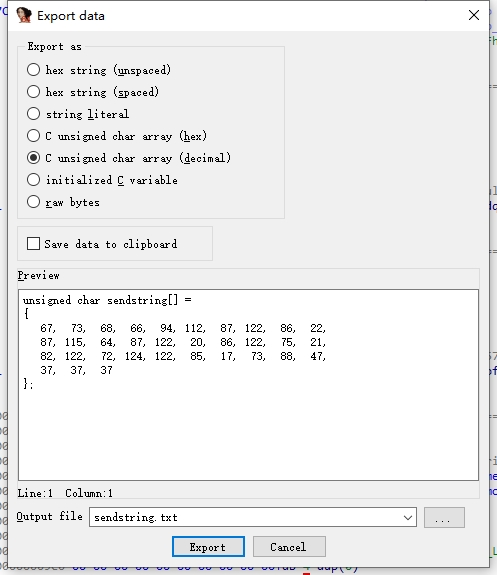 Export data
Export as
hex string (unspaced)
hex string (spaced)
string literal
C unsigned char array (hex)
C unsigned char array (decimal)
initialized C variable
raw bytes
Save data to clipboard
Preview
unsigned char sendstring[] =
{
67, 73, 68, 66, 94, 112, 87, 122, 86, 22,
87, 115, 64, 87, 122, 20, 86, 122, 75, 21,
82, 122, 72, 124, 122, 85, 17, 73, 88, 47,
37, 37, 37
};
Line:1 Column:1
Output file sendstring.txt ...
Export Cancel